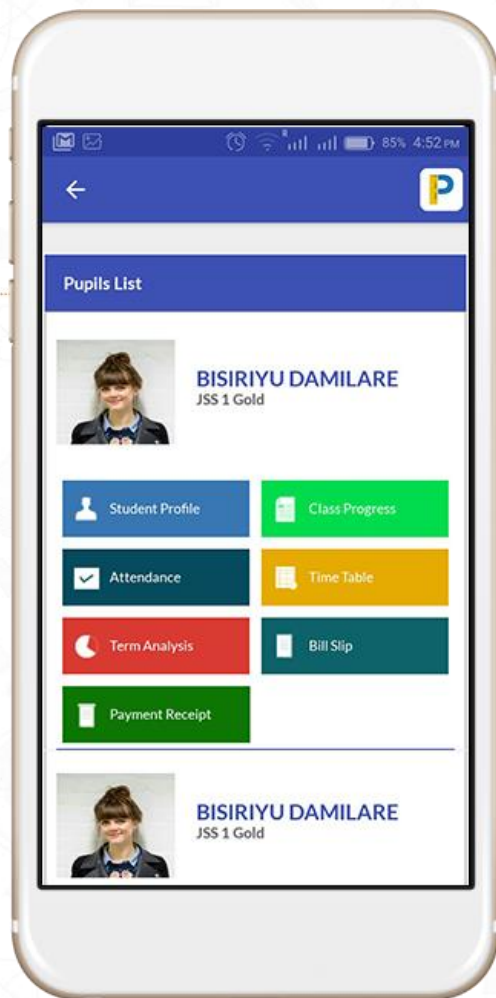 85% 4:52 PM
P
Pupils List
BISIRIYU DAMILARE
JSS 1 Gold
Student Profile
Class Progress
Attendance
Time Table
Term Analysis
Bill Slip
Payment Receipt
BISIRIYU DAMILARE
JSS 1 Gold